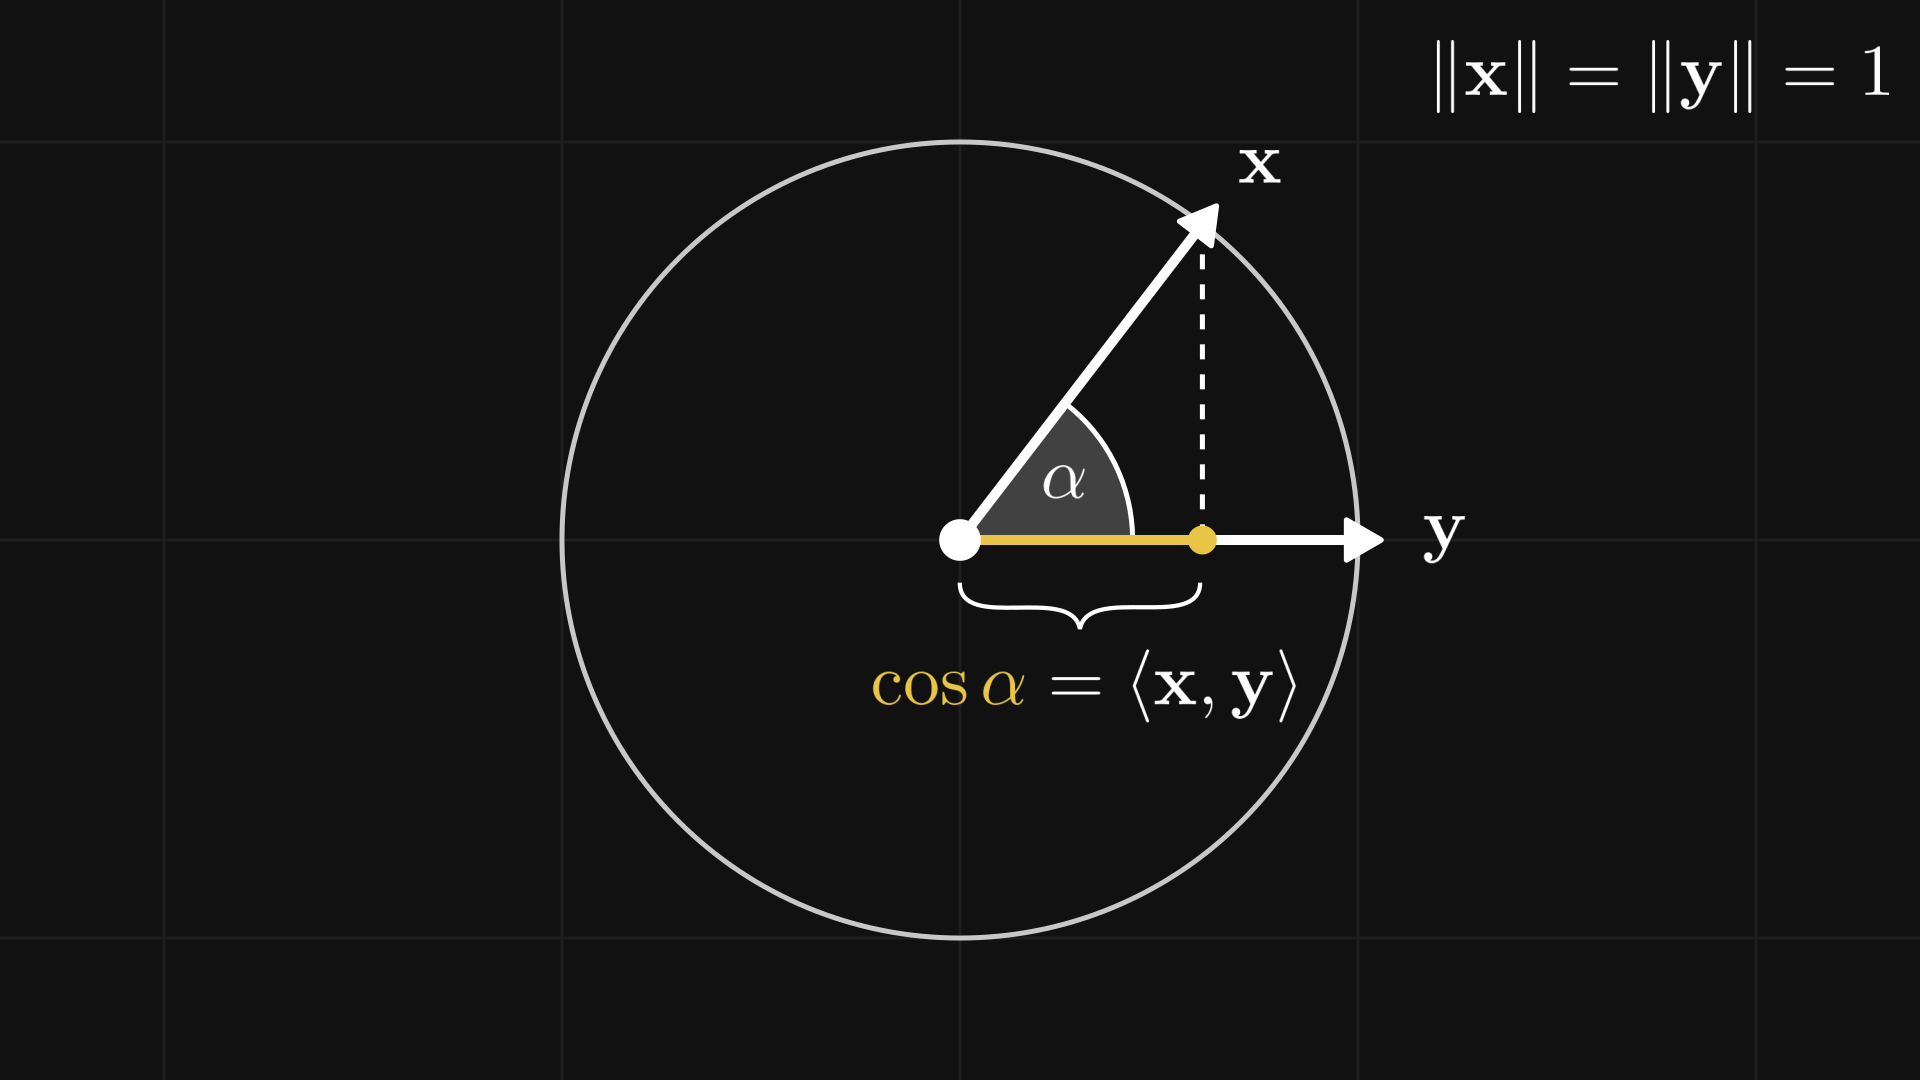 ‖x‖ = ‖y‖ = 1
x
α
y
cos α = ⟨x, y⟩